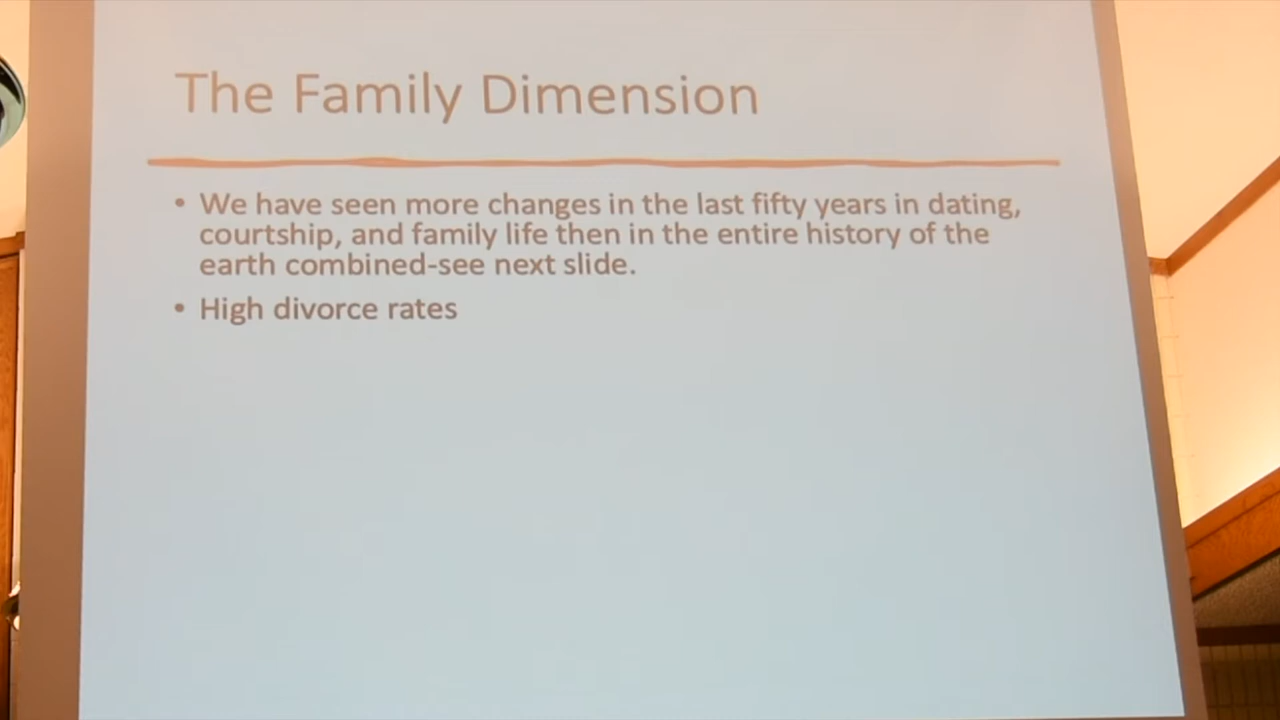 The Family Dimension
• We have seen more changes in the last fifty years in dating,
courtship, and family life then in the entire history of the
earth combined-see next slide.
• High divorce rates